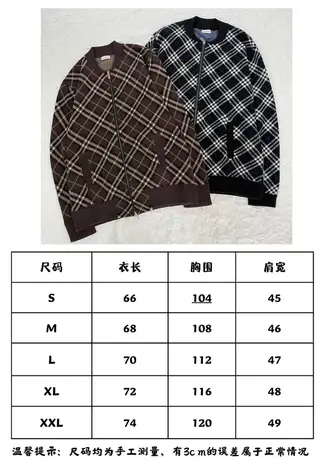 尺码 衣长 胸围 肩宽
S 66 104 45
M 68 108 46
L 70 112 47
XL 72 116 48
XXL 74 120 49
温馨提示：尺码均为手工测量、有3cm的误差属于正常情况